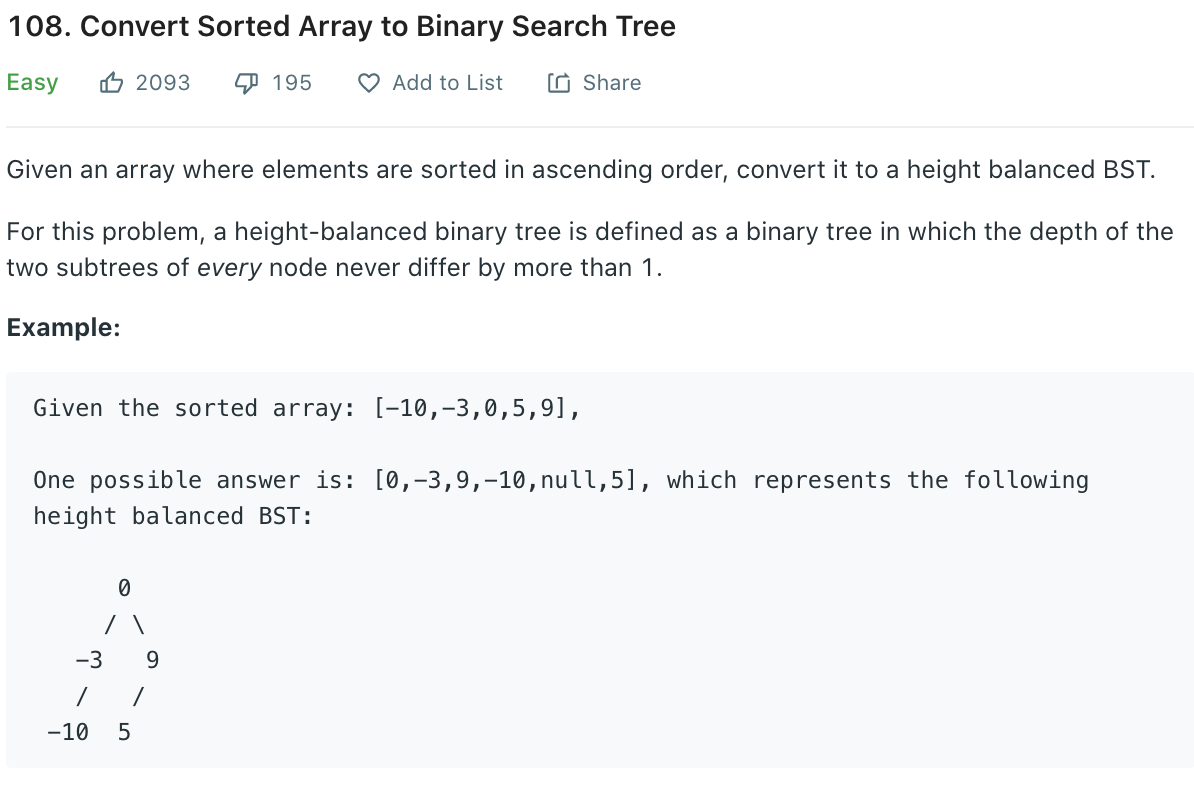 108. Convert Sorted Array to Binary Search Tree
Easy 2093 195 Add to List Share
Given an array where elements are sorted in ascending order, convert it to a height balanced BST.
For this problem, a height-balanced binary tree is defined as a binary tree in which the depth of the
two subtrees of every node never differ by more than 1.
Example:
Given the sorted array: [-10,-3,0,5,9],
One possible answer is: [0,-3,9,-10,null,5], which represents the following
height balanced BST:
0
/ \
-3 9
/ /
-10 5